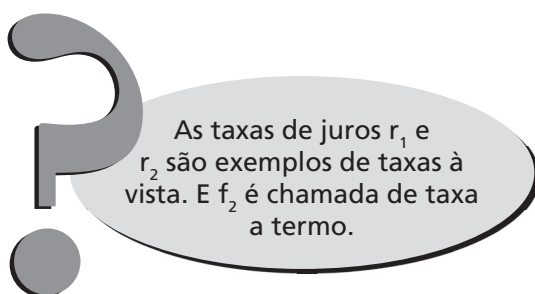 As taxas de juros r₁ e
r₂ são exemplos de taxas à
vista. E f₂ é chamada de taxa
a termo.